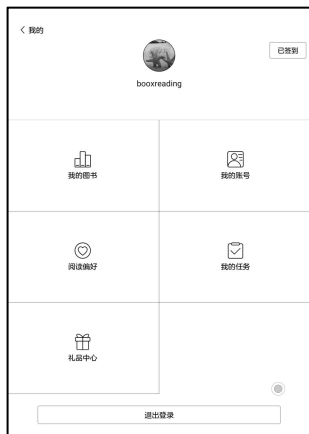 我的
已签到
booxreading
我的图书
我的账号
阅读偏好
我的任务
礼品中心
退出登录